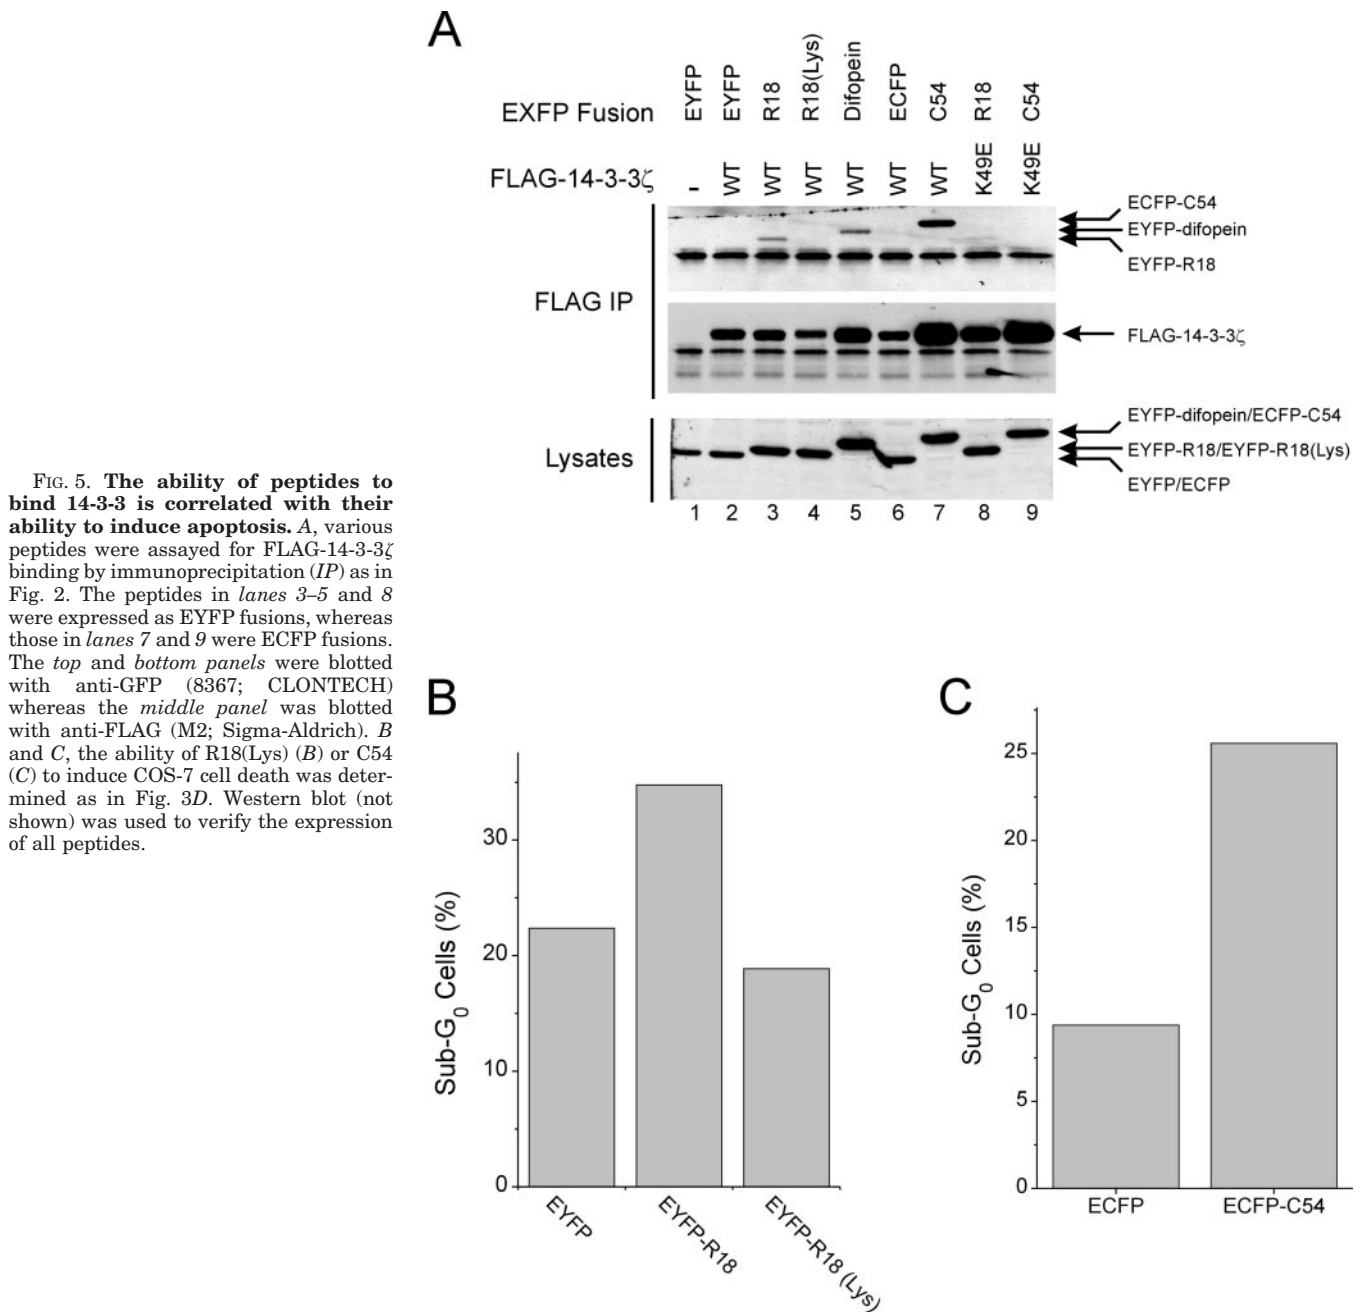 A
EXFP Fusion
EYFP
EYFP
R18
R18(Lys)
Difopein
ECFP
C54
R18
C54
FLAG-14-3-3ζ
-
WT
WT
WT
WT
WT
WT
K49E
K49E
FLAG IP
ECFP-C54
EYFP-difopein
EYFP-R18
FLAG-14-3-3ζ
Lysates
EYFP-difopein/ECFP-C54
EYFP-R18/EYFP-R18(Lys)
EYFP/ECFP
1 2 3 4 5 6 7 8 9
FIG. 5. The ability of peptides to
bind 14-3-3 is correlated with their
ability to induce apoptosis. A, various
peptides were assayed for FLAG-14-3-3ζ
binding by immunoprecipitation (IP) as in
Fig. 2. The peptides in lanes 3–5 and 8
were expressed as EYFP fusions, whereas
those in lanes 7 and 9 were ECFP fusions.
The top and bottom panels were blotted
with anti-GFP (8367; CLONTECH)
whereas the middle panel was blotted
with anti-FLAG (M2; Sigma-Aldrich). B
and C, the ability of R18(Lys) (B) or C54
(C) to induce COS-7 cell death was deter-
mined as in Fig. 3D. Western blot (not
shown) was used to verify the expression
of all peptides.
B
Sub-G0 Cells (%)
30
20
10
0
EYFP
EYFP-R18
EYFP-R18 (Lys)
C
Sub-G0 Cells (%)
25
20
15
10
5
0
ECFP
ECFP-C54